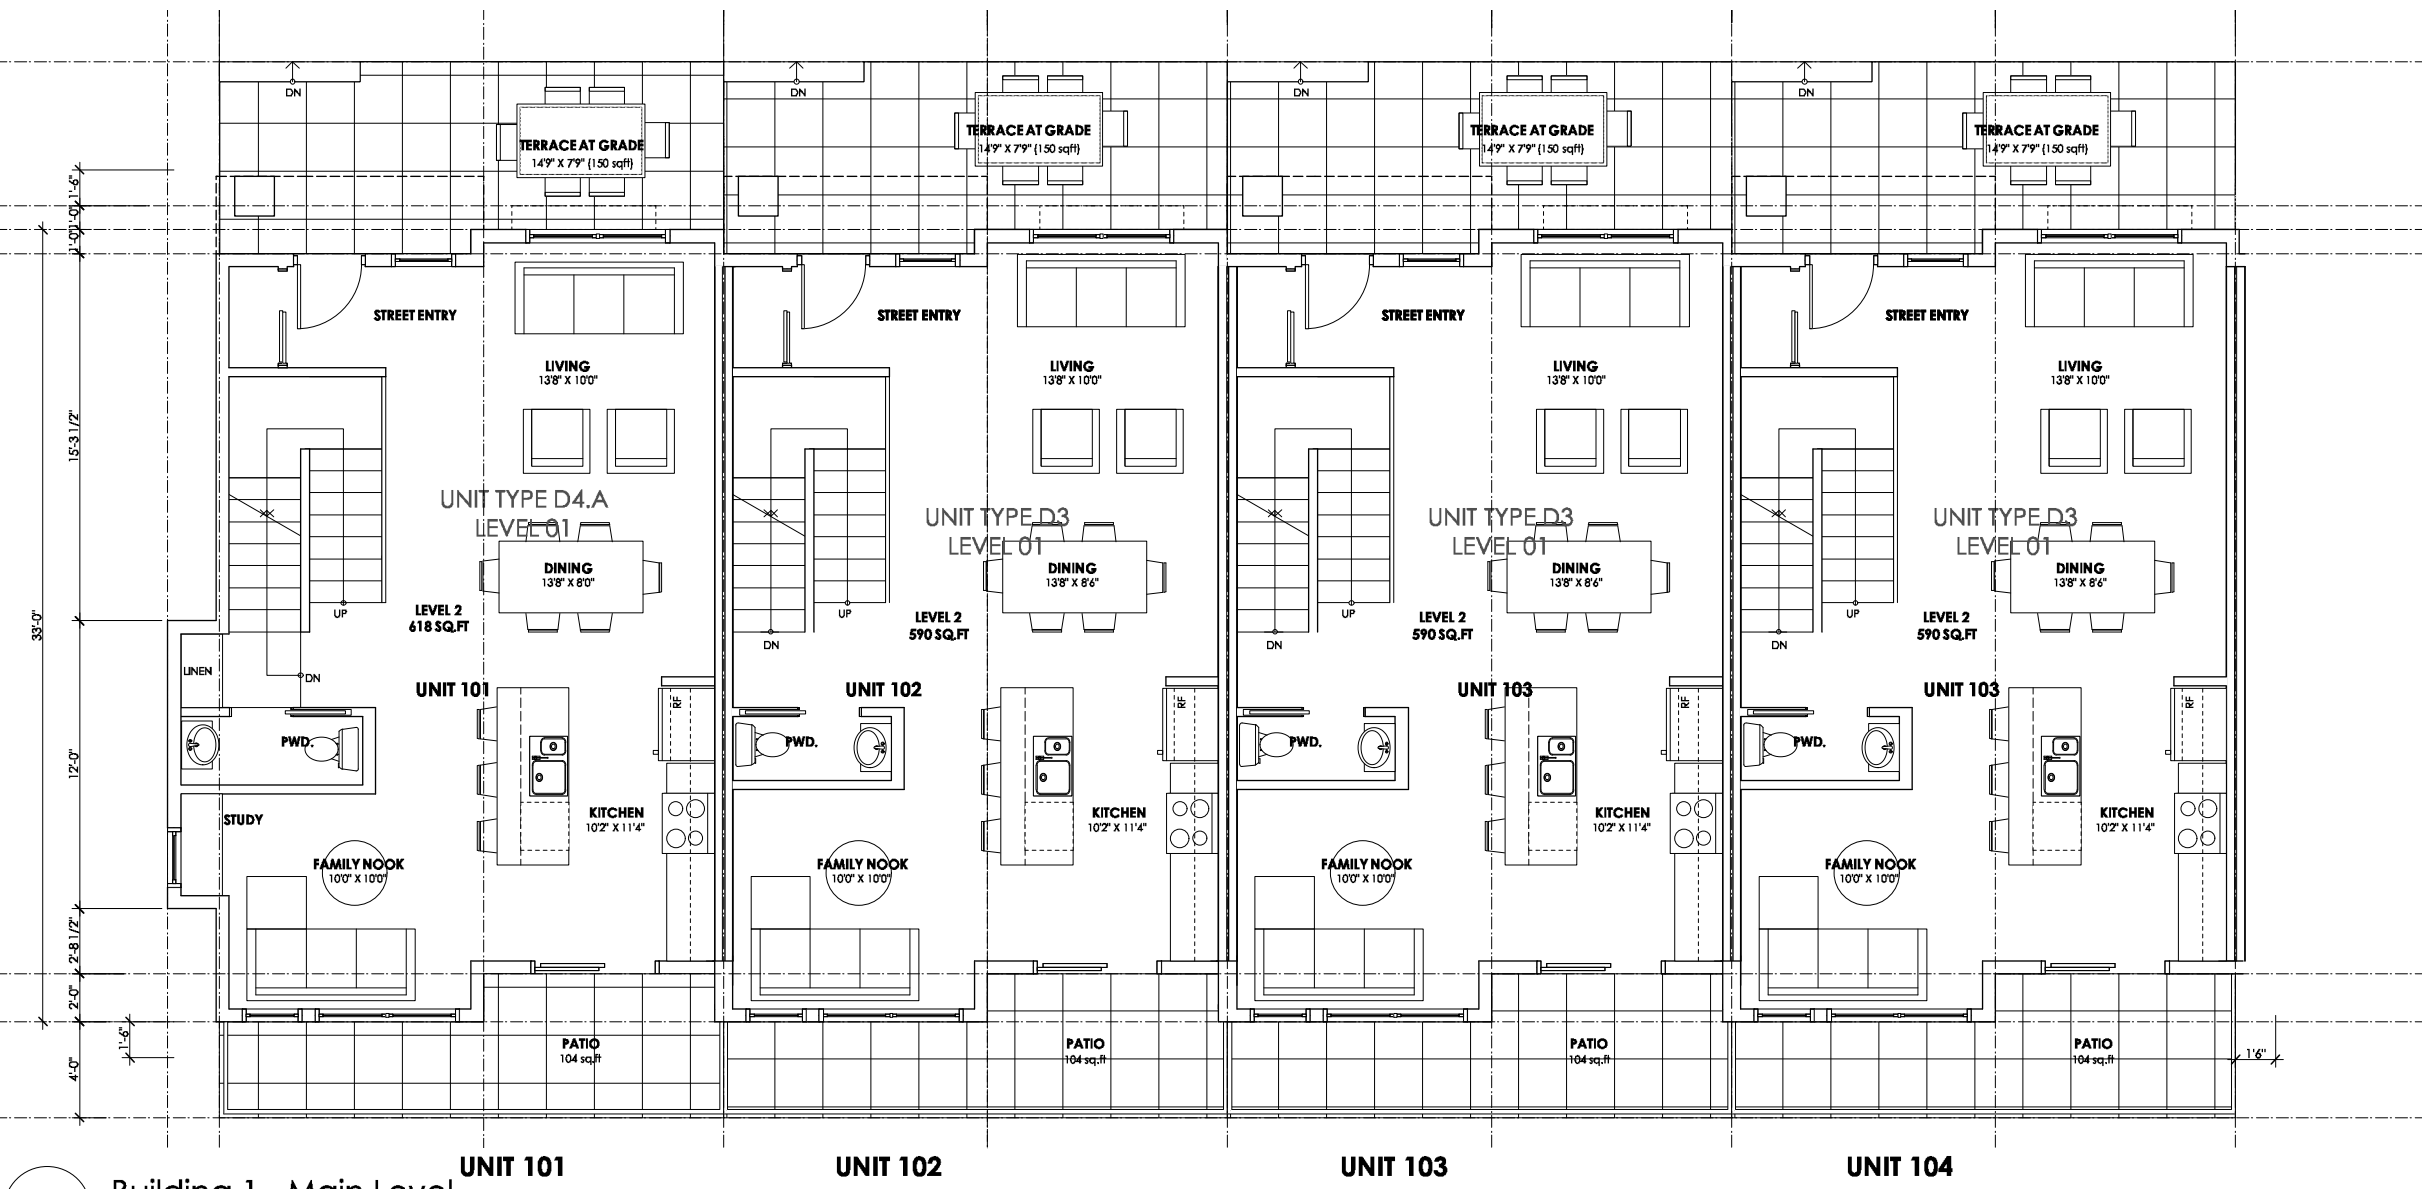 DN
DN
DN
DN
TERRACE AT GRADE
14'9" X 7'9" (150 sqft)
TERRACE AT GRADE
14'9" X 7'9" (150 sqft)
TERRACE AT GRADE
14'9" X 7'9" (150 sqft)
TERRACE AT GRADE
14'9" X 7'9" (150 sqft)
1'-6"
1'-0"
1'-0"
STREET ENTRY
STREET ENTRY
STREET ENTRY
STREET ENTRY
LIVING
13'8" X 10'0"
LIVING
13'8" X 10'0"
LIVING
13'8" X 10'0"
LIVING
13'8" X 10'0"
15'-3 1/2"
UNIT TYPE D4.A
LEVEL 01
UNIT TYPE D3
LEVEL 01
UNIT TYPE D3
LEVEL 01
UNIT TYPE D3
LEVEL 01
DINING
13'8" X 8'0"
DINING
13'8" X 8'6"
DINING
13'8" X 8'6"
DINING
13'8" X 8'6"
33'-0"
UP
UP
UP
UP
LEVEL 2
618 SQ.FT
LEVEL 2
590 SQ.FT
LEVEL 2
590 SQ.FT
LEVEL 2
590 SQ.FT
DN
DN
DN
LINEN
DN
UNIT 101
UNIT 102
UNIT 103
UNIT 103
RF
RF
RF
RF
PWD.
PWD.
PWD.
PWD.
12'-0"
STUDY
KITCHEN
10'2" X 11'4"
KITCHEN
10'2" X 11'4"
KITCHEN
10'2" X 11'4"
KITCHEN
10'2" X 11'4"
FAMILY NOOK
10'0" X 10'0"
FAMILY NOOK
10'0" X 10'0"
FAMILY NOOK
10'0" X 10'0"
FAMILY NOOK
10'0" X 10'0"
2'-8 1/2"
2'-0"
1'-6"
4'-0"
PATIO
104 sq.ft
PATIO
104 sq.ft
PATIO
104 sq.ft
PATIO
104 sq.ft
1'6"
UNIT 101
UNIT 102
UNIT 103
UNIT 104
Building 1 - Main Level